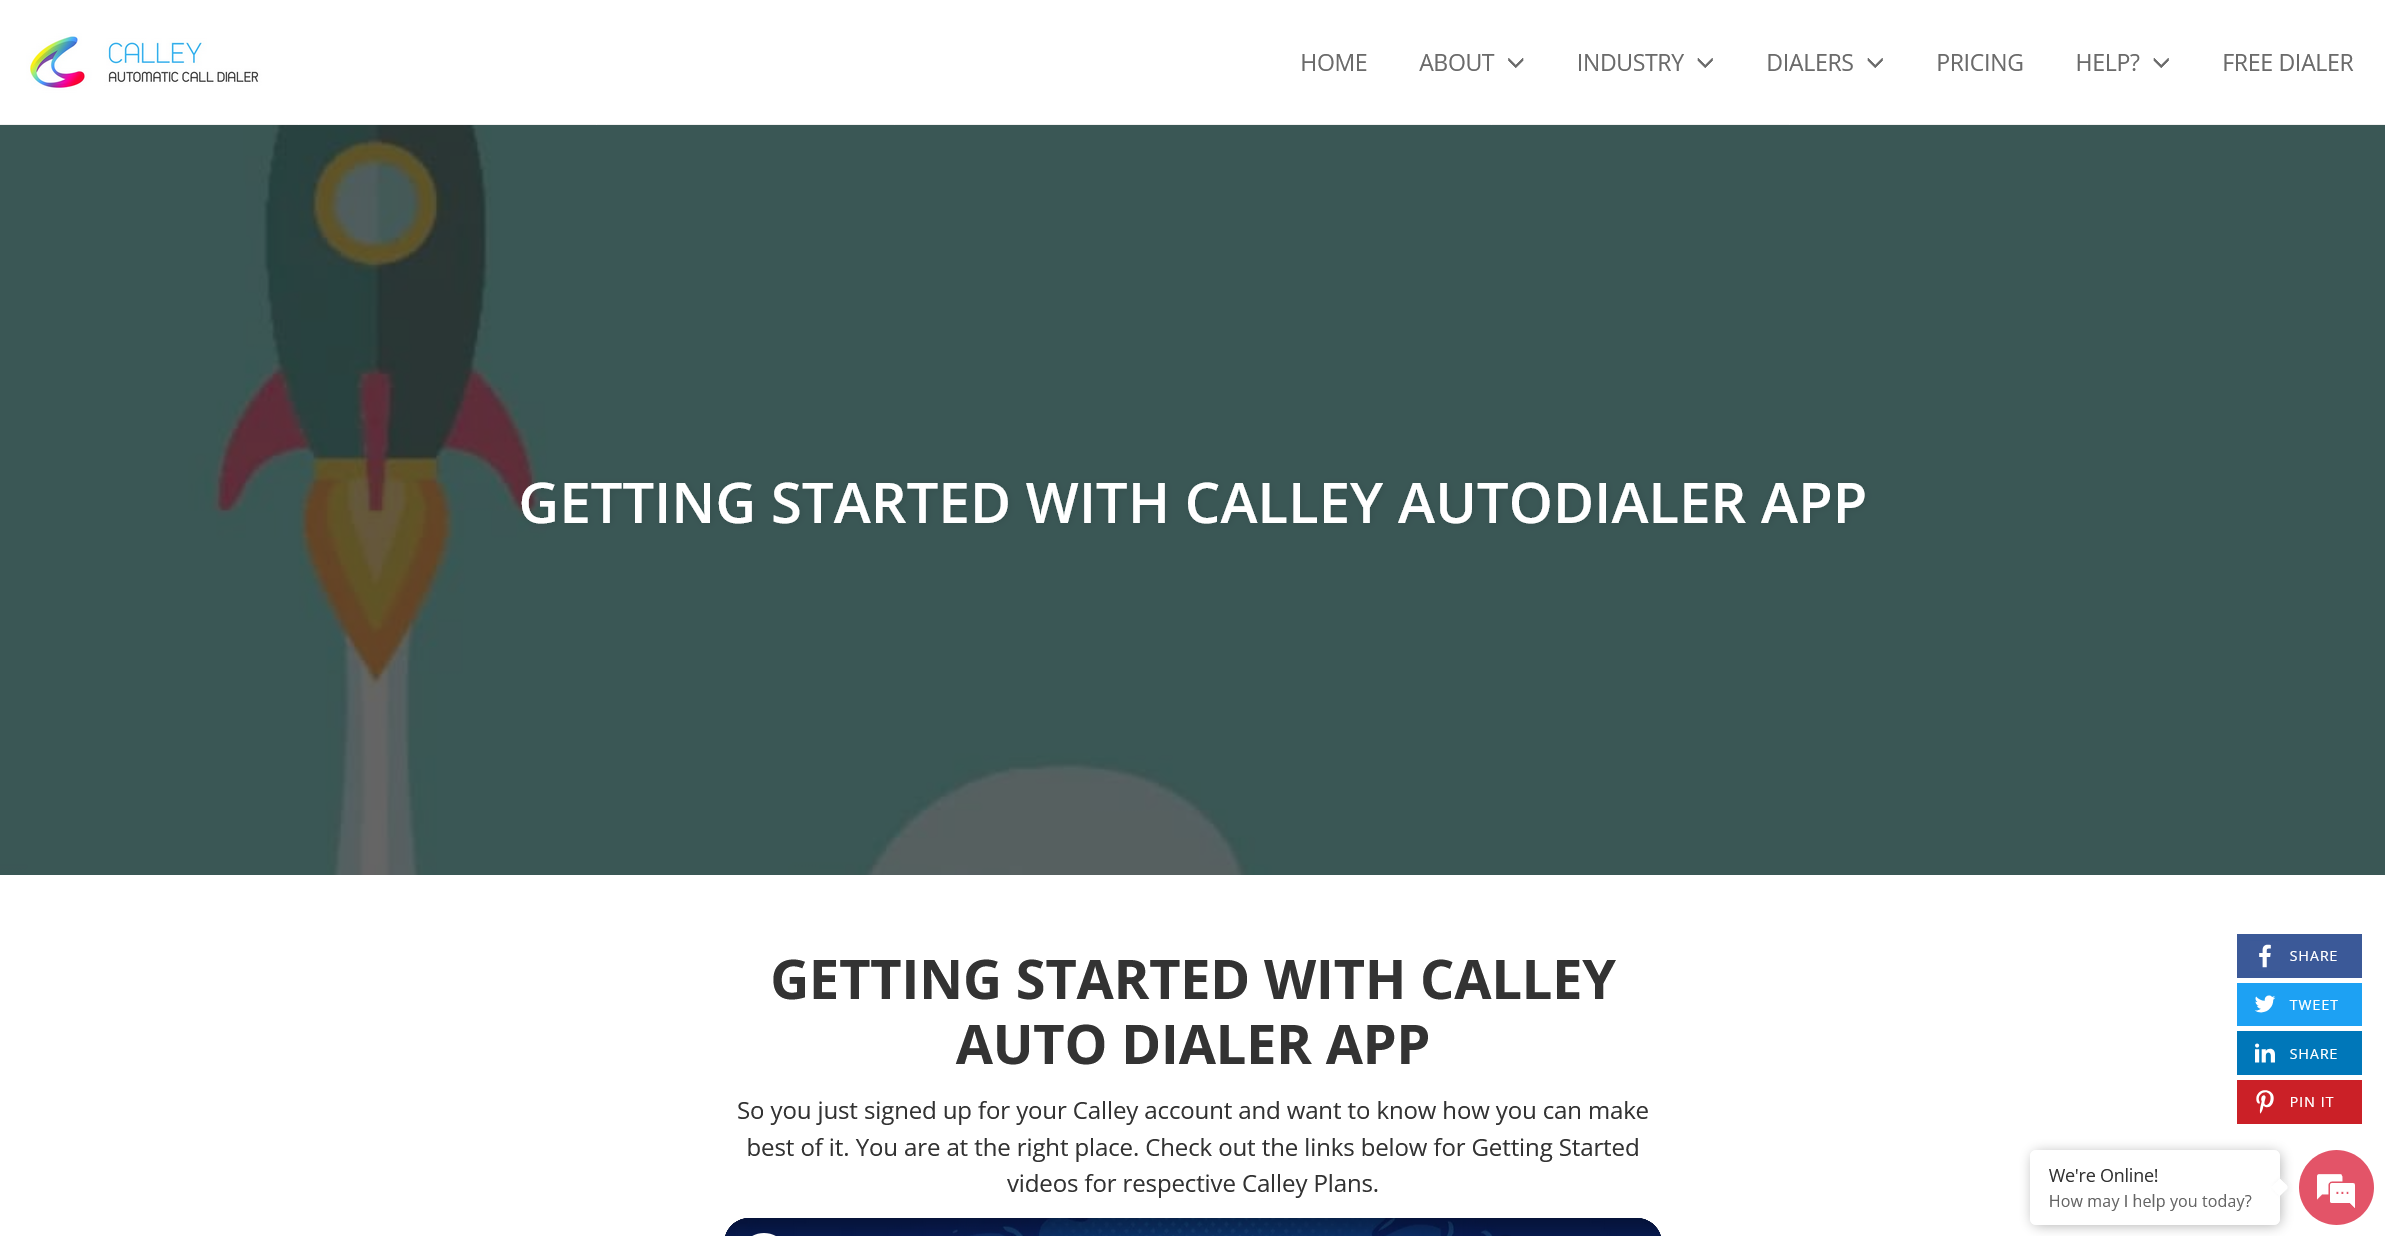 CALLEY
AUTOMATIC CALL DIALER
HOME
ABOUT
INDUSTRY
DIALERS
PRICING
HELP?
FREE DIALER
GETTING STARTED WITH CALLEY AUTODIALER APP
GETTING STARTED WITH CALLEY
AUTO DIALER APP
So you just signed up for your Calley account and want to know how you can make
best of it. You are at the right place. Check out the links below for Getting Started
videos for respective Calley Plans.
SHARE
TWEET
SHARE
PIN IT
We're Online!
How may I help you today?